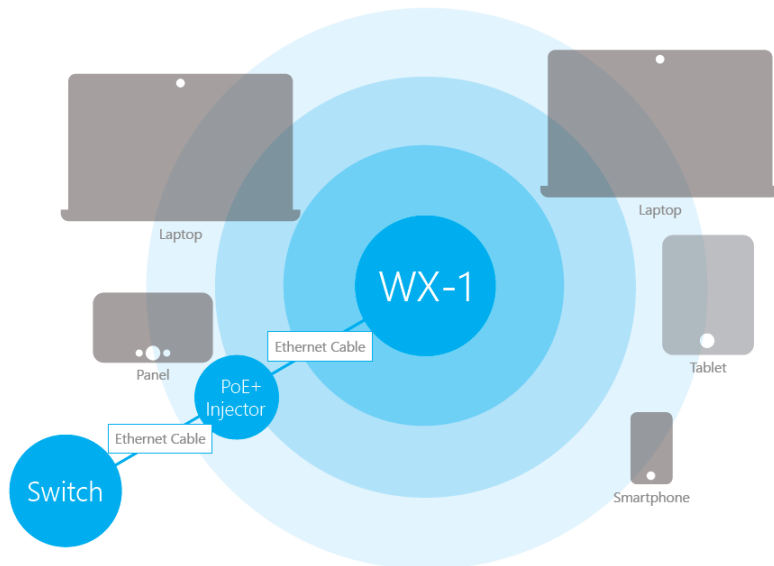 Laptop
Laptop
WX-1
Ethernet Cable
Panel
Tablet
PoE+
Injector
Ethernet Cable
Switch
Smartphone